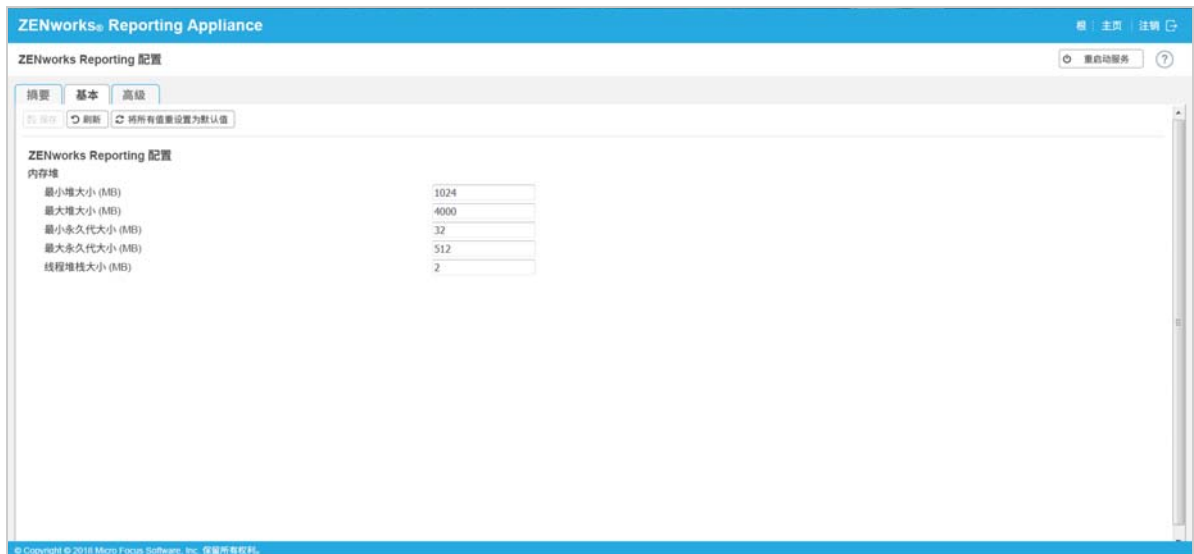 ZENworks® Reporting Appliance
根 主页 注销
ZENworks Reporting 配置
重启动服务 ?
摘要 基本 高级
保存 刷新 将所有值重设置为默认值
ZENworks Reporting 配置
内存堆
最小堆大小 (MB) 1024
最大堆大小 (MB) 4000
最小永久代大小 (MB) 32
最大永久代大小 (MB) 512
线程堆栈大小 (MB) 2
© Copyright © 2018 Micro Focus Software, Inc. 保留所有权利。